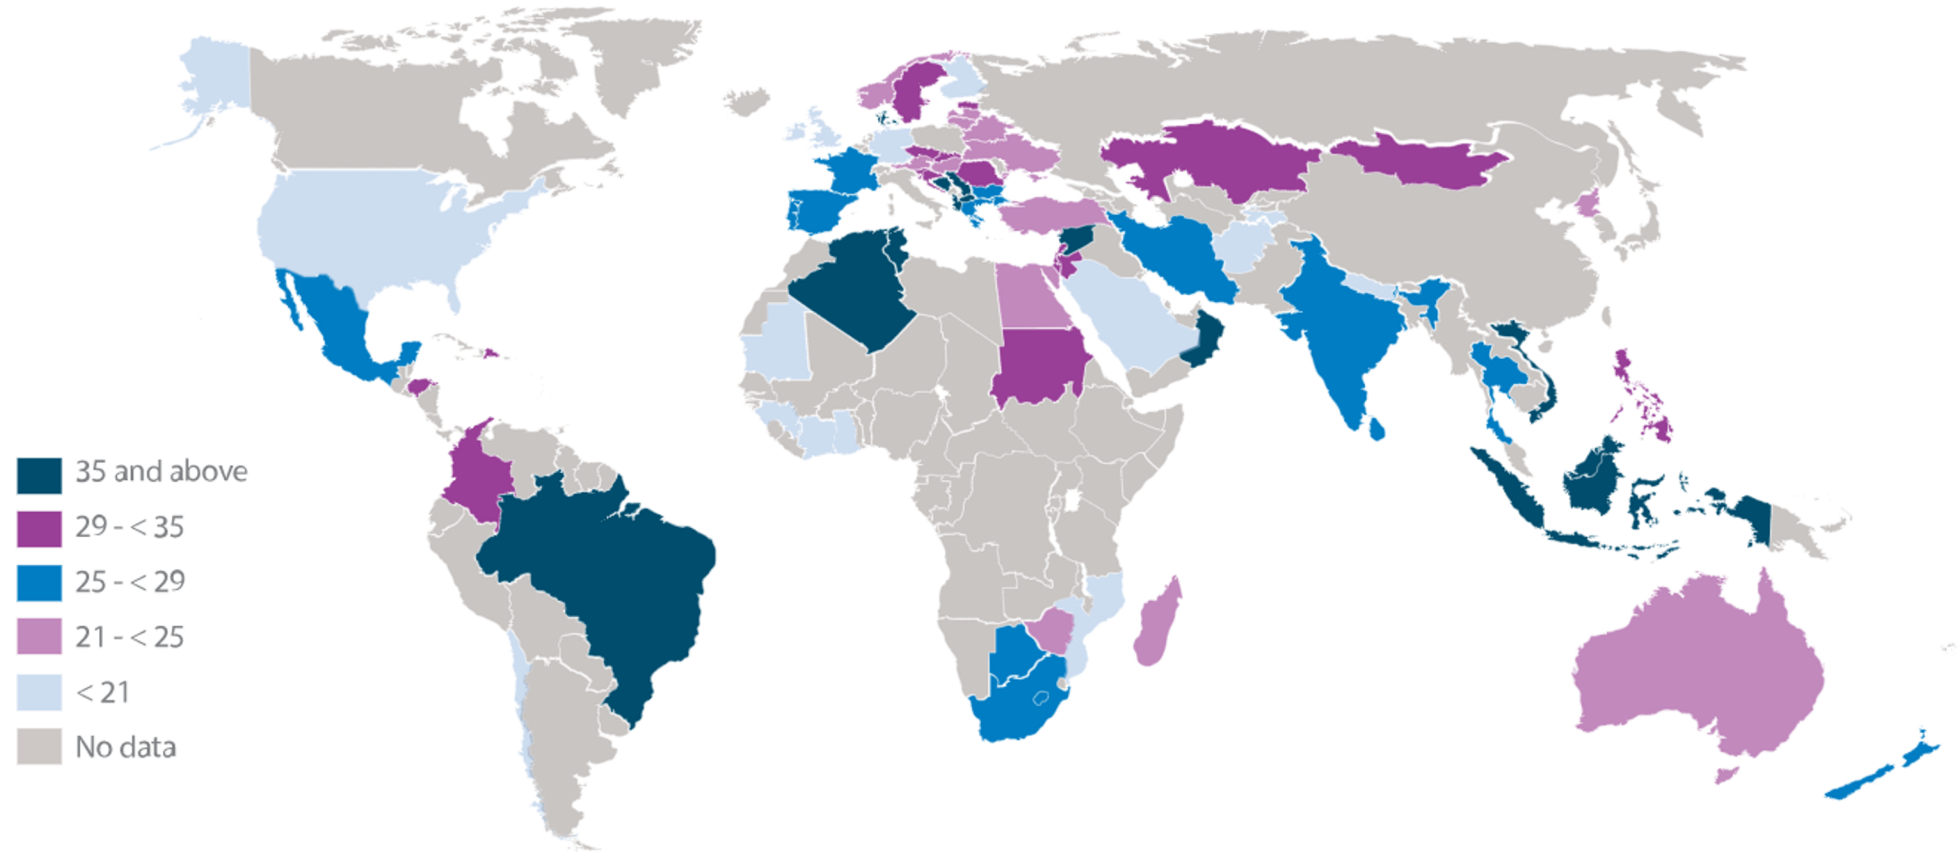 35 and above
29 - < 35
25 - < 29
21 - < 25
< 21
No data